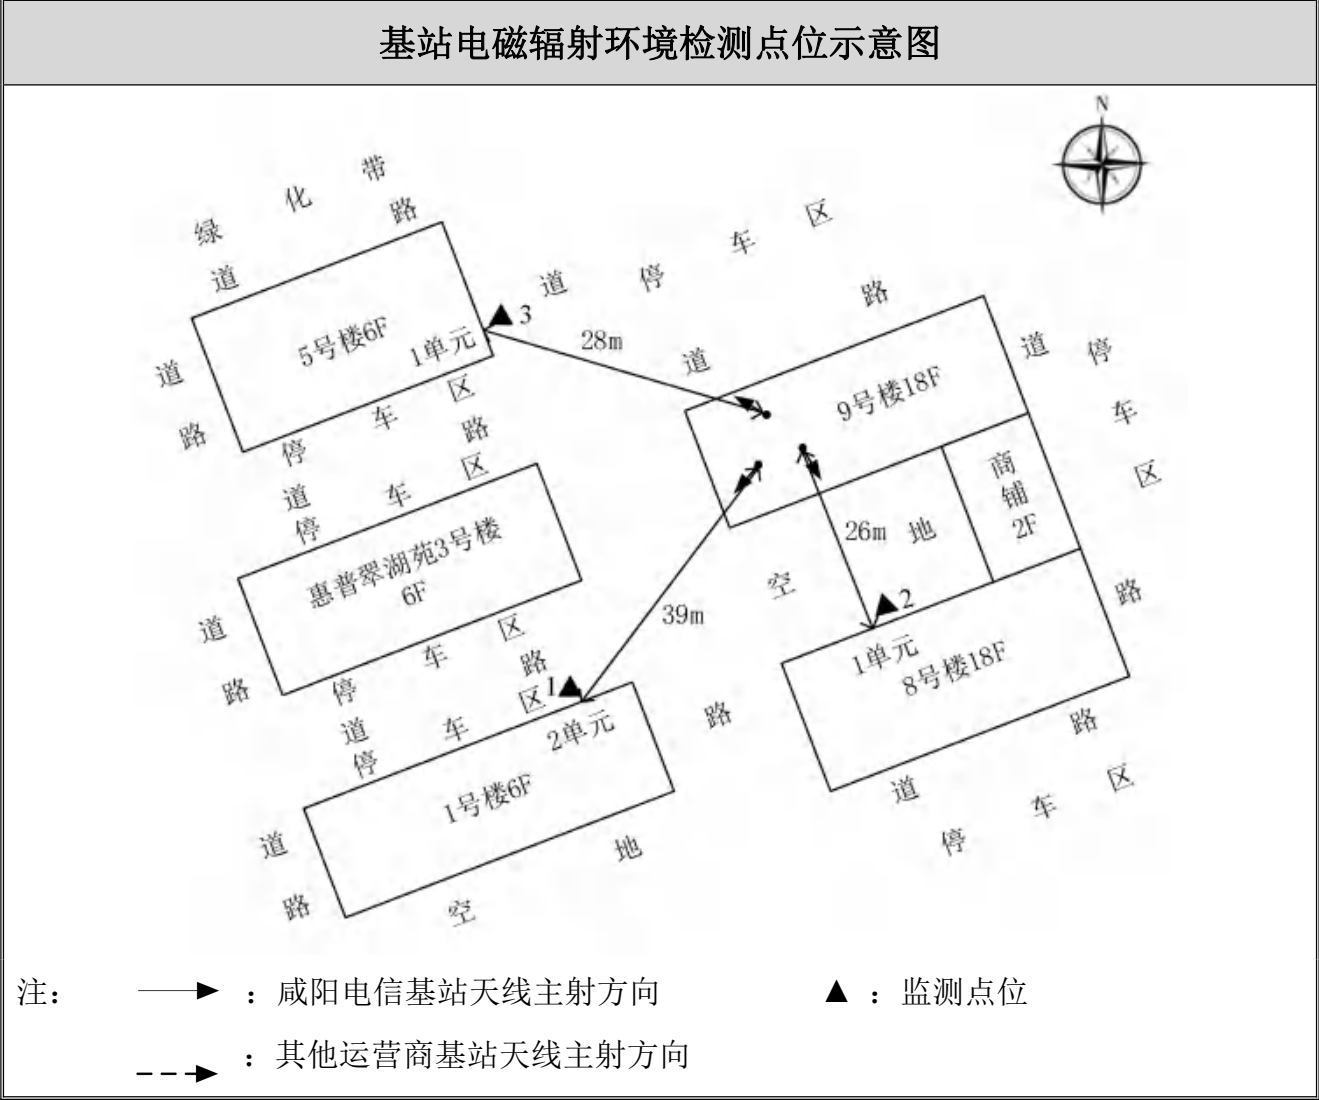 基站电磁辐射环境检测点位示意图
N
绿化带
道路
道路
5号楼6F
1单元
3
28m
道路
停车区
道路
9号楼18F
道路
停车区
停车区
道路
停车区
惠普翠湖苑3号楼
6F
道路
商铺
2F
26m
空地
39m
2
1单元
8号楼18F
停车区
道路
停车区
1
2单元
1号楼6F
道路
空地
路
道路
停车区
注：
：咸阳电信基站天线主射方向
▲：监测点位
：其他运营商基站天线主射方向